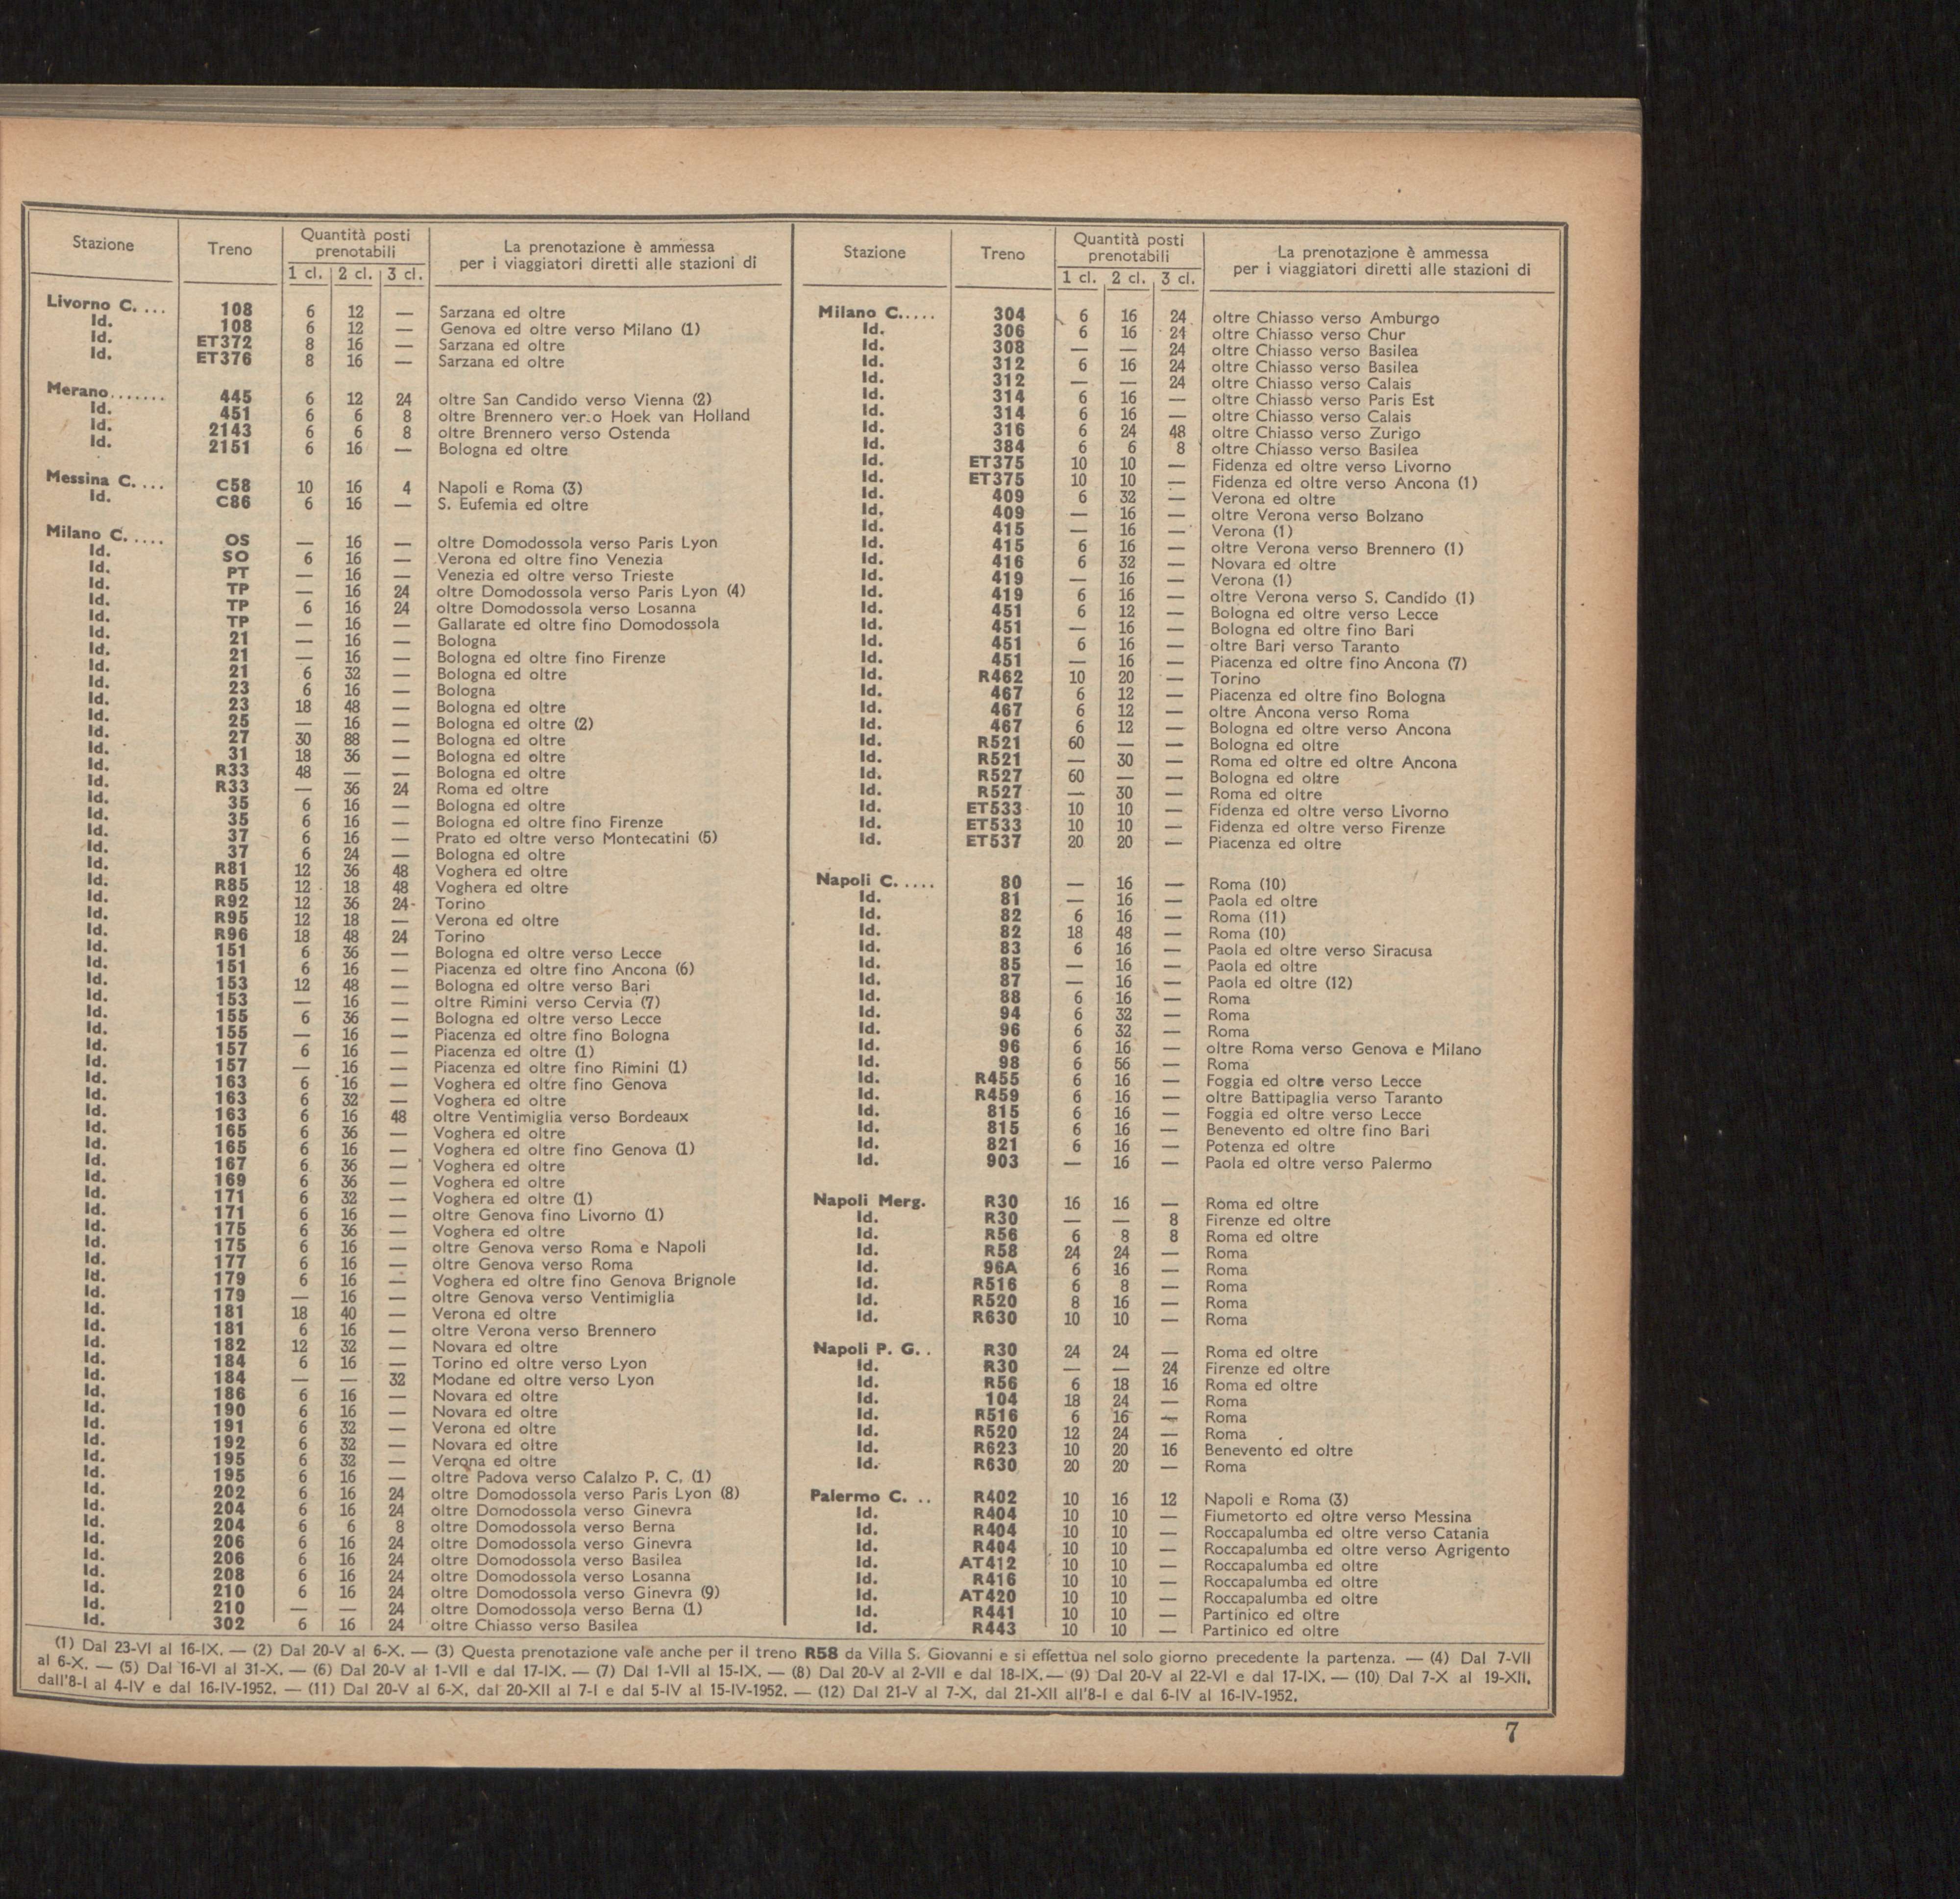 Stazione Treno Quantità posti prenotabili La prenotazione è ammessa per i viaggiatori diretti alle stazioni di
1 cl. 2 cl. 3 cl.
Livorno C. ... 108 6 12 — Sarzana ed oltre
Id. 108 6 12 — Genova ed oltre verso Milano (1)
Id. ET372 8 16 — Sarzana ed oltre
Id. ET376 8 16 — Sarzana ed oltre
Merano....... 445 6 12 24 oltre San Candido verso Vienna (2)
Id. 451 6 6 8 oltre Brennero ver.o Hoek van Holland
Id. 2143 6 6 8 oltre Brennero verso Ostenda
Id. 2151 6 16 — Bologna ed oltre
Messina C. ... C58 10 16 4 Napoli e Roma (3)
Id. C86 6 16 — S. Eufemia ed oltre
Milano C. .... OS — 16 — oltre Domodossola verso Paris Lyon
Id. SO 6 16 — Verona ed oltre fino Venezia
Id. PT — 16 — Venezia ed oltre verso Trieste
Id. TP — 16 24 oltre Domodossola verso Paris Lyon (4)
Id. TP 6 16 24 oltre Domodossola verso Losanna
Id. TP — 16 — Gallarate ed oltre fino Domodossola
Id. 21 — 16 — Bologna
Id. 21 — 16 — Bologna ed oltre fino Firenze
Id. 21 6 32 — Bologna ed oltre
Id. 23 6 16 — Bologna
Id. 23 18 48 — Bologna ed oltre
Id. 25 — 16 — Bologna ed oltre (2)
Id. 27 30 88 — Bologna ed oltre
Id. 31 18 36 — Bologna ed oltre
Id. R33 48 — — Bologna ed oltre
Id. R33 — 36 24 Roma ed oltre
Id. 35 6 16 — Bologna ed oltre
Id. 35 6 16 — Bologna ed oltre fino Firenze
Id. 37 6 16 — Prato ed oltre verso Montecatini (5)
Id. 37 6 24 — Bologna ed oltre
Id. R81 12 36 48 Voghera ed oltre
Id. R85 12 18 48 Voghera ed oltre
Id. R92 12 36 24 Torino
Id. R95 12 18 — Verona ed oltre
Id. R96 18 48 24 Torino
Id. 151 6 36 — Bologna ed oltre verso Lecce
Id. 151 6 16 — Piacenza ed oltre fino Ancona (6)
Id. 153 12 48 — Bologna ed oltre verso Bari
Id. 153 — 16 — oltre Rimini verso Cervia (7)
Id. 155 6 36 — Bologna ed oltre verso Lecce
Id. 155 — 16 — Piacenza ed oltre fino Bologna
Id. 157 6 16 — Piacenza ed oltre (1)
Id. 157 — 16 — Piacenza ed oltre fino Rimini (1)
Id. 163 6 16 — Voghera ed oltre fino Genova
Id. 163 6 32 — Voghera ed oltre
Id. 163 6 16 48 oltre Ventimiglia verso Bordeaux
Id. 165 6 36 — Voghera ed oltre
Id. 165 6 16 — Voghera ed oltre fino Genova (1)
Id. 167 6 36 — Voghera ed oltre
Id. 169 6 36 — Voghera ed oltre
Id. 171 6 32 — Voghera ed oltre (1)
Id. 171 6 16 — oltre Genova fino Livorno (1)
Id. 175 6 36 — Voghera ed oltre
Id. 175 6 16 — oltre Genova verso Roma e Napoli
Id. 177 6 16 — oltre Genova verso Roma
Id. 179 6 16 — Voghera ed oltre fino Genova Brignole
Id. 179 — 16 — oltre Genova verso Ventimiglia
Id. 181 18 40 — Verona ed oltre
Id. 181 6 16 — oltre Verona verso Brennero
Id. 182 12 32 — Novara ed oltre
Id. 184 6 16 — Torino ed oltre verso Lyon
Id. 184 — — 32 Modane ed oltre verso Lyon
Id. 186 6 16 — Novara ed oltre
Id. 190 6 16 — Novara ed oltre
Id. 191 6 32 — Verona ed oltre
Id. 192 6 32 — Novara ed oltre
Id. 195 6 32 — Verona ed oltre
Id. 195 6 16 — oltre Padova verso Calalzo P. C. (1)
Id. 202 6 16 24 oltre Domodossola verso Paris Lyon (8)
Id. 204 6 16 24 oltre Domodossola verso Ginevra
Id. 204 6 6 8 oltre Domodossola verso Berna
Id. 206 6 16 24 oltre Domodossola verso Ginevra
Id. 206 6 16 24 oltre Domodossola verso Basilea
Id. 208 6 16 24 oltre Domodossola verso Losanna
Id. 210 6 16 24 oltre Domodossola verso Ginevra (9)
Id. 210 — — 24 oltre Domodossola verso Berna (1)
Id. 302 6 16 24 oltre Chiasso verso Basilea
Stazione Treno Quantità posti prenotabili La prenotazione è ammessa per i viaggiatori diretti alle stazioni di
1 cl. 2 cl. 3 cl.
Milano C..... 304 6 16 24 oltre Chiasso verso Amburgo
Id. 306 6 16 24 oltre Chiasso verso Chur
Id. 308 — — 24 oltre Chiasso verso Basilea
Id. 312 6 16 24 oltre Chiasso verso Basilea
Id. 312 — — 24 oltre Chiasso verso Calais
Id. 314 6 16 — oltre Chiasso verso Paris Est
Id. 314 6 16 — oltre Chiasso verso Calais
Id. 316 6 24 48 oltre Chiasso verso Zurigo
Id. 384 6 6 8 oltre Chiasso verso Basilea
Id. ET375 10 10 — Fidenza ed oltre verso Livorno
Id. ET375 10 10 — Fidenza ed oltre verso Ancona (1)
Id. 409 6 32 — Verona ed oltre
Id. 409 — 16 — oltre Verona verso Bolzano
Id. 415 — 16 — Verona (1)
Id. 415 6 16 — oltre Verona verso Brennero (1)
Id. 416 6 32 — Novara ed oltre
Id. 419 — 16 — Verona (1)
Id. 419 6 16 — oltre Verona verso S. Candido (1)
Id. 451 6 12 — Bologna ed oltre verso Lecce
Id. 451 — 16 — Bologna ed oltre fino Bari
Id. 451 6 16 — oltre Bari verso Taranto
Id. 451 — 16 — Piacenza ed oltre fino Ancona (7)
Id. R462 10 20 — Torino
Id. 467 6 12 — Piacenza ed oltre fino Bologna
Id. 467 6 12 — oltre Ancona verso Roma
Id. 467 6 12 — Bologna ed oltre verso Ancona
Id. R521 60 — — Bologna ed oltre
Id. R521 — 30 — Roma ed oltre ed oltre Ancona
Id. R527 60 — — Bologna ed oltre
Id. R527 — 30 — Roma ed oltre
Id. ET533 10 10 — Fidenza ed oltre verso Livorno
Id. ET533 10 10 — Fidenza ed oltre verso Firenze
Id. ET537 20 20 — Piacenza ed oltre
Napoli C. .... 80 — 16 — Roma (10)
Id. 81 — 16 — Paola ed oltre
Id. 82 6 16 — Roma (11)
Id. 82 18 48 — Roma (10)
Id. 83 6 16 — Paola ed oltre verso Siracusa
Id. 85 — 16 — Paola ed oltre
Id. 87 — 16 — Paola ed oltre (12)
Id. 88 6 16 — Roma
Id. 94 6 32 — Roma
Id. 96 6 32 — Roma
Id. 96 6 16 — oltre Roma verso Genova e Milano
Id. 98 6 56 — Roma
Id. R455 6 16 — Foggia ed oltre verso Lecce
Id. R459 6 16 — oltre Battipaglia verso Taranto
Id. 815 6 16 — Foggia ed oltre verso Lecce
Id. 815 6 16 — Benevento ed oltre fino Bari
Id. 821 6 16 — Potenza ed oltre
Id. 903 — 16 — Paola ed oltre verso Palermo
Napoli Merg. R30 16 16 — Roma ed oltre
Id. R30 — — 8 Firenze ed oltre
Id. R56 6 8 8 Roma ed oltre
Id. R58 24 24 — Roma
Id. 96A 6 16 — Roma
Id. R516 6 8 — Roma
Id. R520 8 16 — Roma
Id. R630 10 10 — Roma
Napoli P. G. . R30 24 24 — Roma ed oltre
Id. R30 — — 24 Firenze ed oltre
Id. R56 6 18 16 Roma ed oltre
Id. 104 18 24 — Roma
Id. R516 6 16 — Roma
Id. R520 12 24 — Roma
Id. R623 10 20 16 Benevento ed oltre
Id. R630 20 20 — Roma
Palermo C. .. R402 10 16 12 Napoli e Roma (3)
Id. R404 10 10 — Fiumetorto ed oltre verso Messina
Id. R404 10 10 — Roccapalumba ed oltre verso Catania
Id. R404 10 10 — Roccapalumba ed oltre verso Agrigento
Id. AT412 10 10 — Roccapalumba ed oltre
Id. R416 10 10 — Roccapalumba ed oltre
Id. AT420 10 10 — Roccapalumba ed oltre
Id. R441 10 10 — Partinico ed oltre
Id. R443 10 10 — Partinico ed oltre
(1) Dal 23-VI al 16-IX. — (2) Dal 20-V al 6-X. — (3) Questa prenotazione vale anche per il treno R58 da Villa S. Giovanni e si effettua nel solo giorno precedente la partenza. — (4) Dal 7-VII
al 6-X. — (5) Dal 16-VI al 31-X. — (6) Dal 20-V al 1-VII e dal 17-IX. — (7) Dal 1-VII al 15-IX. — (8) Dal 20-V al 2-VII e dal 18-IX. — (9) Dal 20-V al 22-VI e dal 17-IX. — (10) Dal 7-X al 19-XII,
dall'8-I al 4-IV e dal 16-IV-1952. — (11) Dal 20-V al 6-X, dal 20-XII al 7-I e dal 5-IV al 15-IV-1952. — (12) Dal 21-V al 7-X, dal 21-XII all'8-I e dal 6-IV al 16-IV-1952.
7